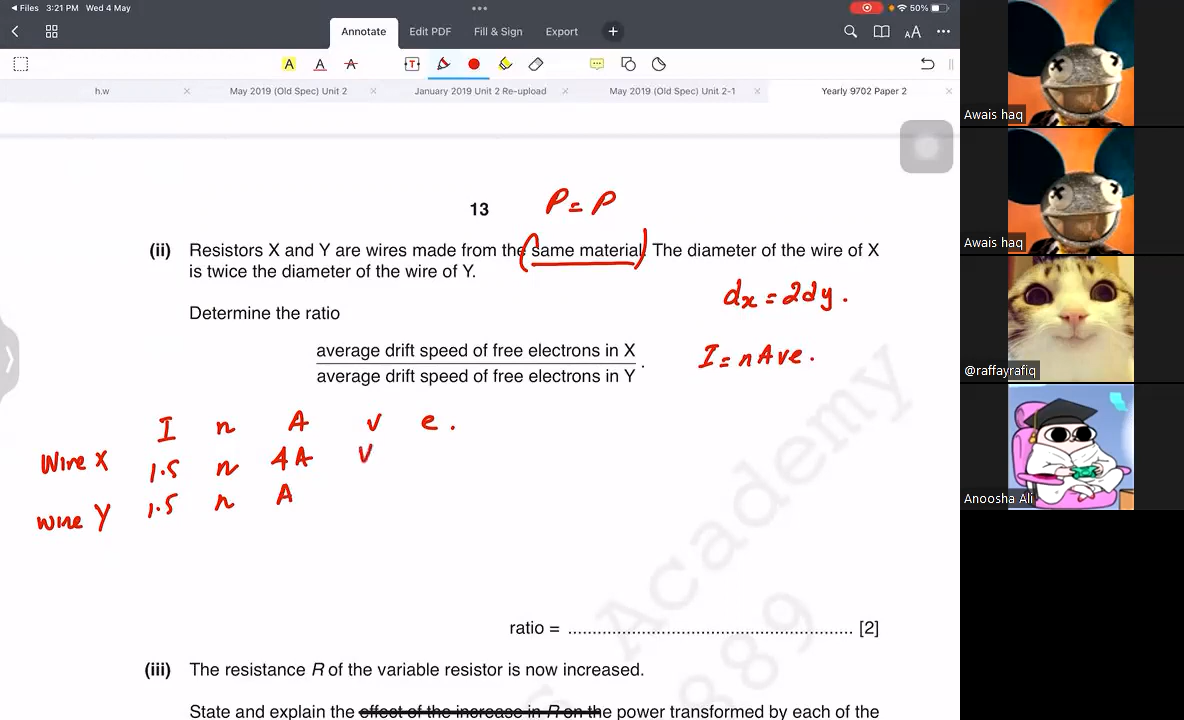 Files 3:21 PM Wed 4 May
50%
Annotate Edit PDF Fill & Sign Export
h.w
May 2019 (Old Spec) Unit 2
January 2019 Unit 2 Re-upload
May 2019 (Old Spec) Unit 2-1
Yearly 9702 Paper 2
13
ρ = ρ
(ii) Resistors X and Y are wires made from the same material. The diameter of the wire of X
is twice the diameter of the wire of Y.
dx = 2dy.
Determine the ratio
average drift speed of free electrons in X
average drift speed of free electrons in Y
.
I = nAve.
I n A v e.
Wire X 1.5 n 4A V
Wire Y 1.5 n A
ratio = ........................................................ [2]
(iii) The resistance R of the variable resistor is now increased.
State and explain the effect of the increase in R on the power transformed by each of the
Academy
889
Awais haq
Awais haq
@raffayrafiq
Anoosha Ali